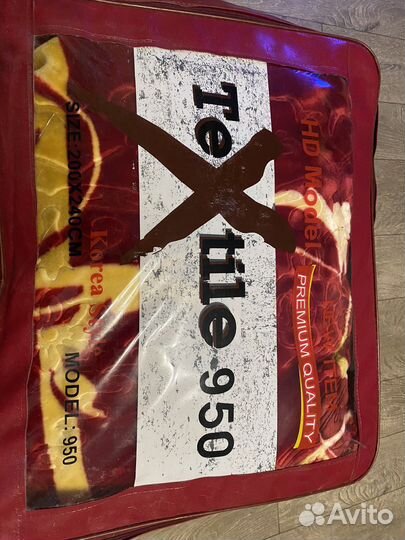 HD Model
PREMIUM QUALITY
TeXtile-950
Korea
SIZE:200X240CM
MODEL: 950
Avito